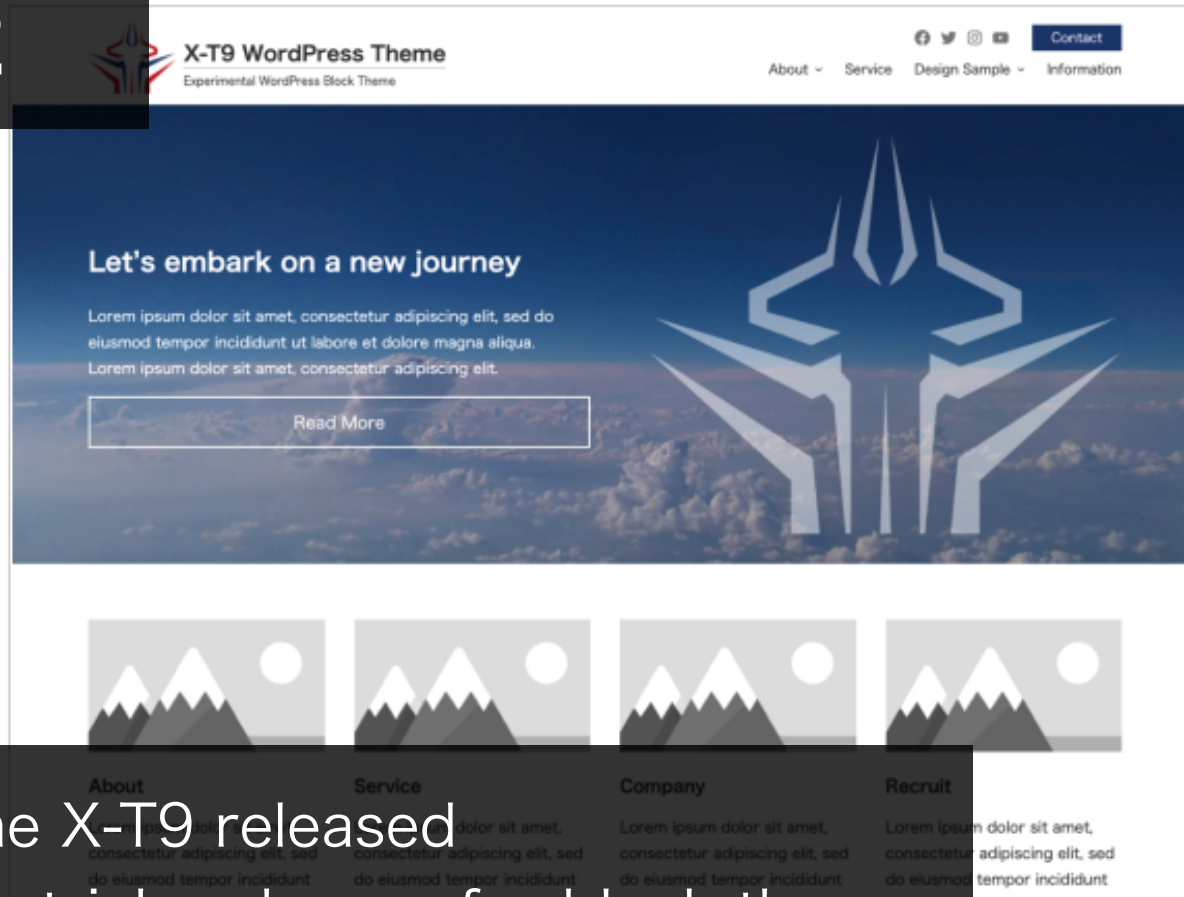 X-T9 WordPress Theme
Experimental WordPress Block Theme
Contact
About
Service
Design Sample
Information
Let's embark on a new journey
Lorem ipsum dolor sit amet, consectetur adipiscing elit, sed do
eiusmod tempor incididunt ut labore et dolore magna aliqua.
Lorem ipsum dolor sit amet, consectetur adipiscing elit.
Read More
About
Service
Company
Recruit
X-T9 released
dolor sit amet,
consectetur adipiscing elit, sed
do eiusmod tempor incididunt
dolor sit amet,
consectetur adipiscing elit, sed
do eiusmod tempor incididunt
Lorem ipsum dolor sit amet,
consectetur adipiscing elit, sed
do eiusmod tempor incididunt
Lorem ipsum dolor sit amet,
consectetur adipiscing elit, sed
do eiusmod tempor incididunt